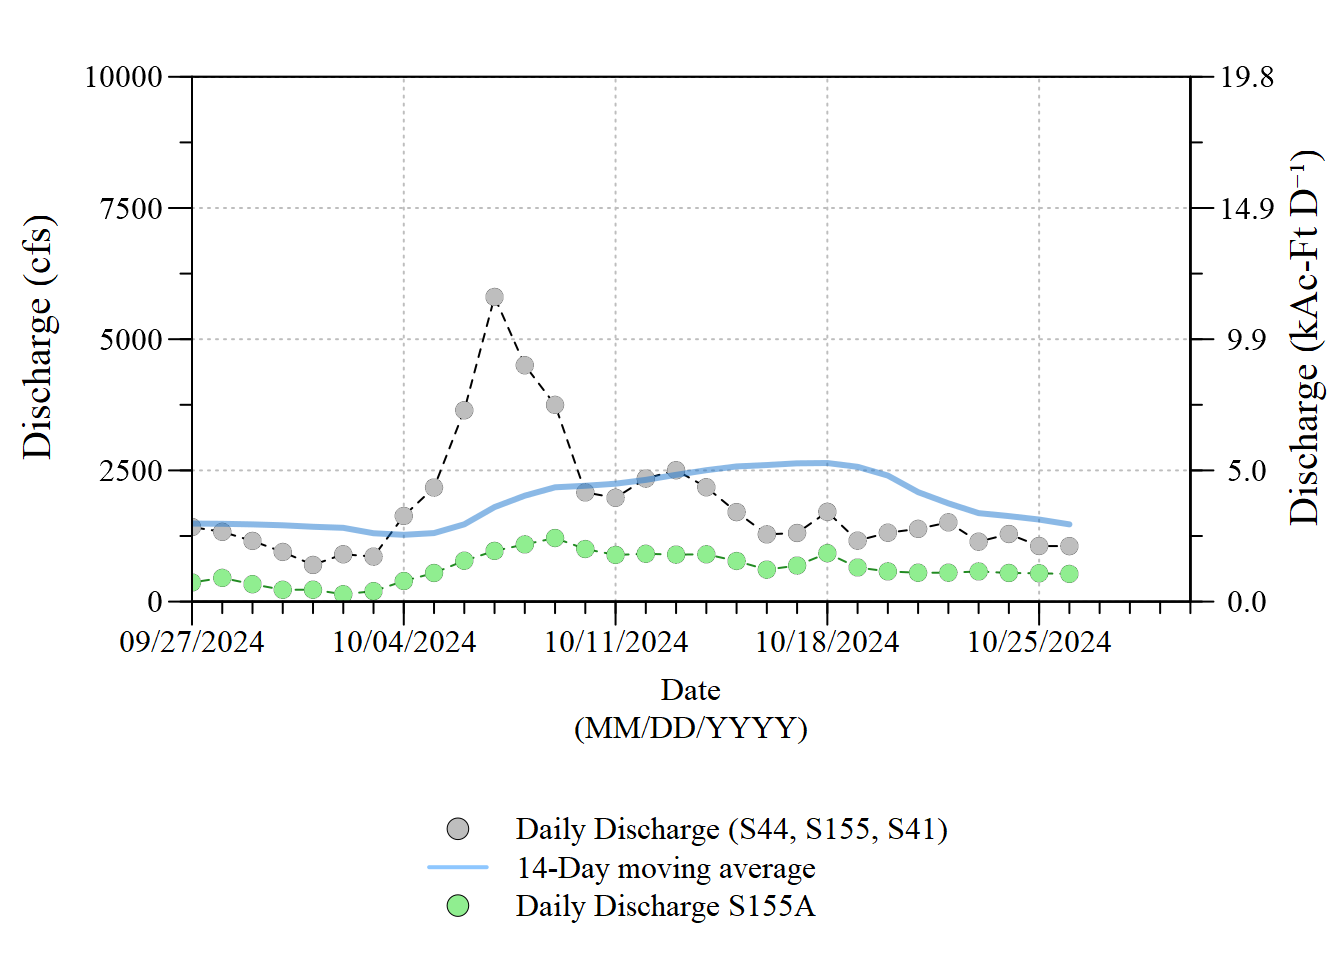 10000
7500
5000
2500
0
Discharge (cfs)
19.8
14.9
9.9
5.0
0.0
Discharge (kAc-Ft D⁻¹)
09/27/2024 10/04/2024 10/11/2024 10/18/2024 10/25/2024
Date
(MM/DD/YYYY)
Daily Discharge (S44, S155, S41)
14-Day moving average
Daily Discharge S155A